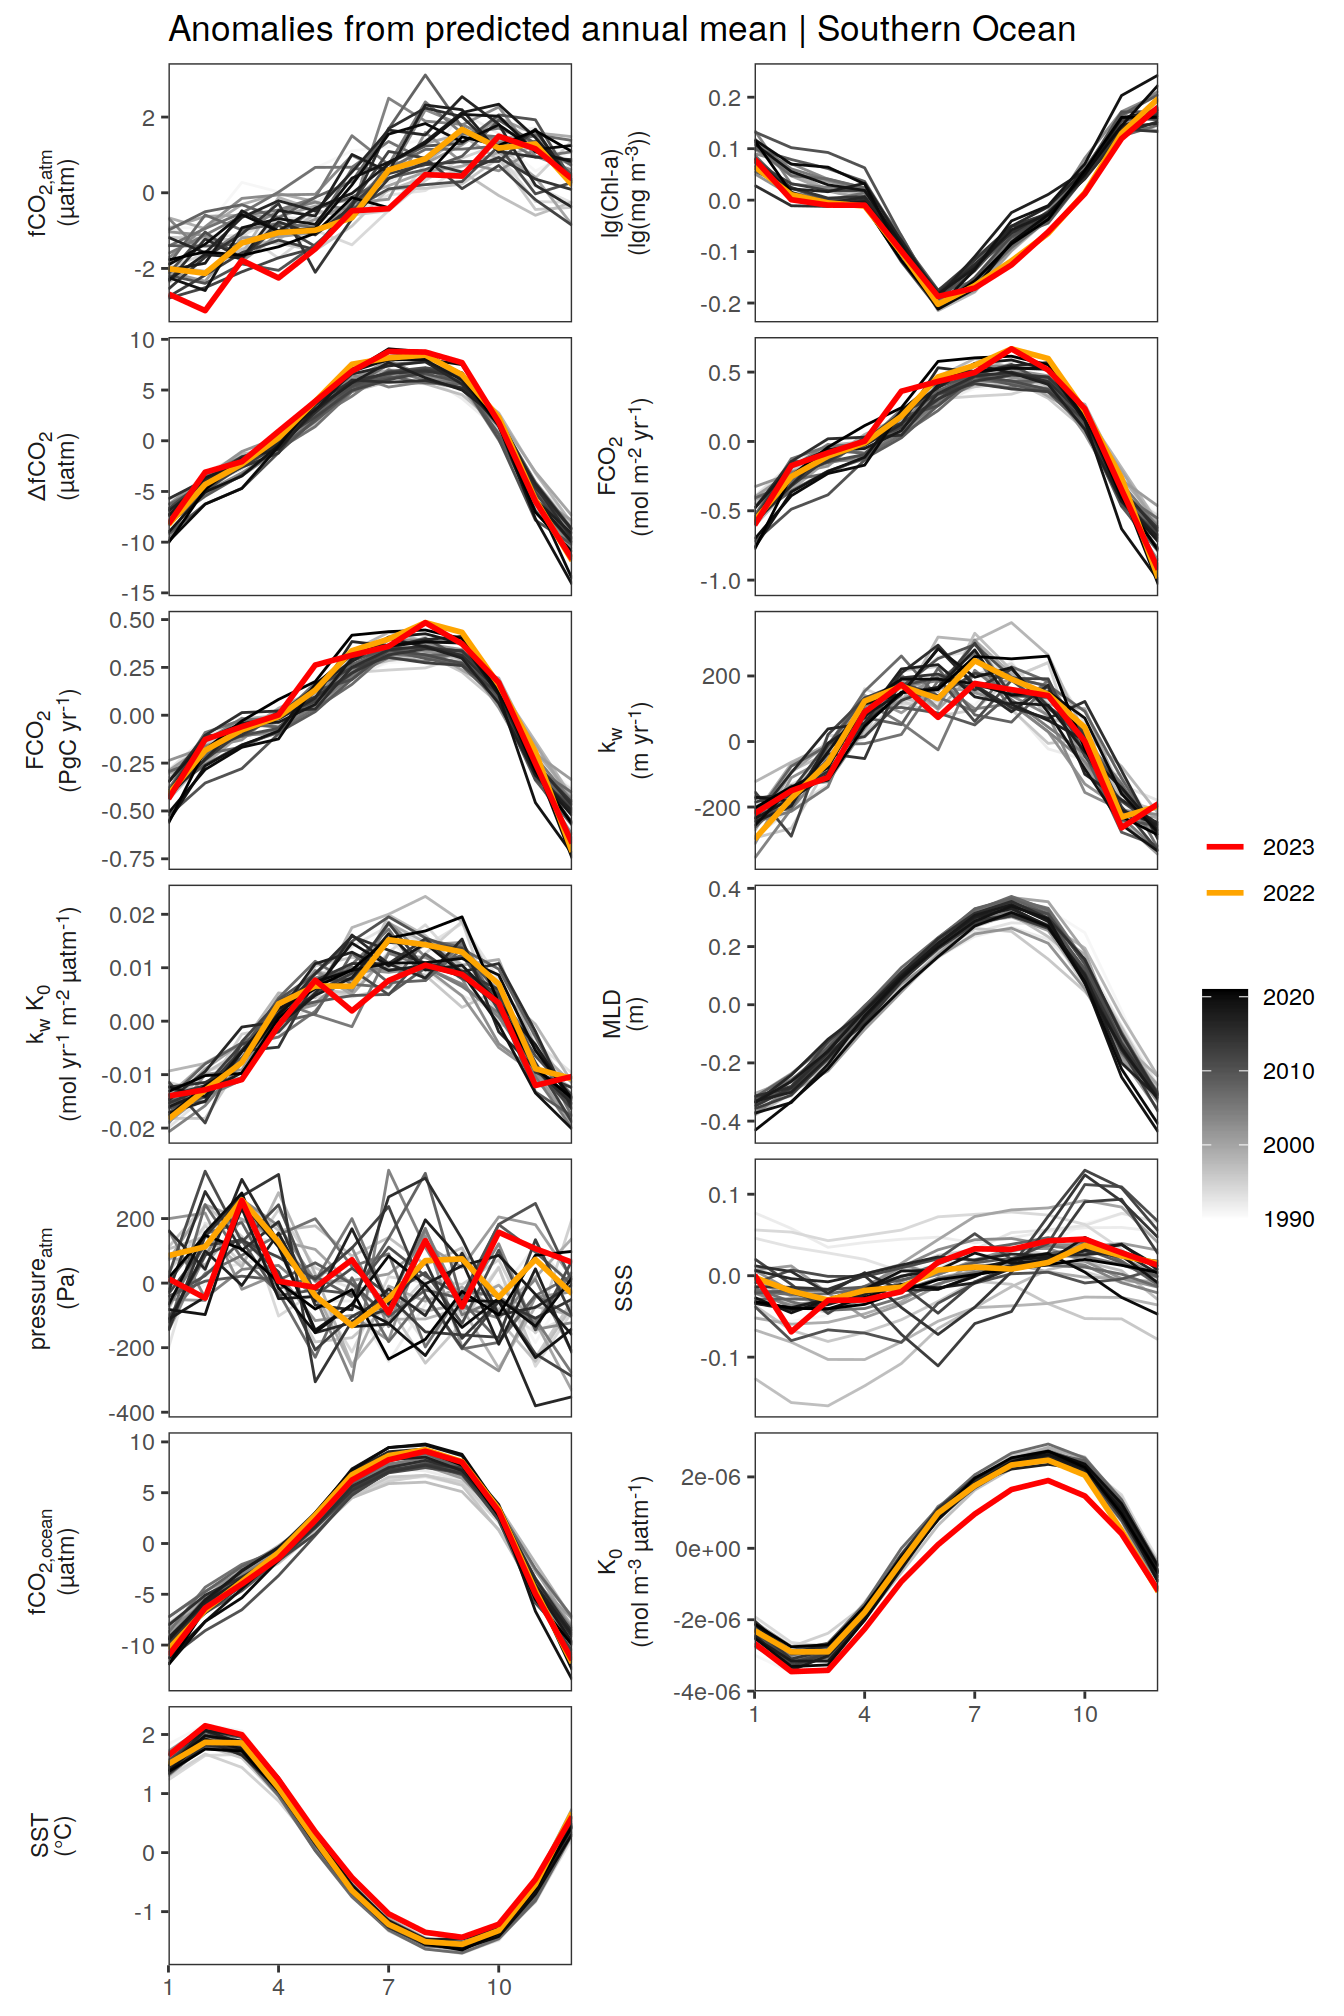 Anomalies from predicted annual mean | Southern Ocean
fCO2,atm
(µatm)
2
0
-2
lg(Chl-a)
(lg(mg m-3))
0.2
0.1
0.0
-0.1
-0.2
ΔfCO2
(µatm)
10
5
0
-5
-10
-15
FCO2
(mol m-2 yr-1)
0.5
0.0
-0.5
-1.0
FCO2
(PgC yr-1)
0.50
0.25
0.00
-0.25
-0.50
-0.75
kw
(m yr-1)
200
0
-200
kw K0
(mol yr-1 m-2 µatm-1)
0.02
0.01
0.00
-0.01
-0.02
MLD
(m)
0.4
0.2
0.0
-0.2
-0.4
pressureatm
(Pa)
200
0
-200
-400
SSS
0.1
0.0
-0.1
fCO2,ocean
(µatm)
10
5
0
-5
-10
K0
(mol m-3 µatm-1)
2e-06
0e+00
-2e-06
-4e-06
1 4 7 10
SST
(°C)
2
1
0
-1
1 4 7 10
2023
2022
2020
2010
2000
1990